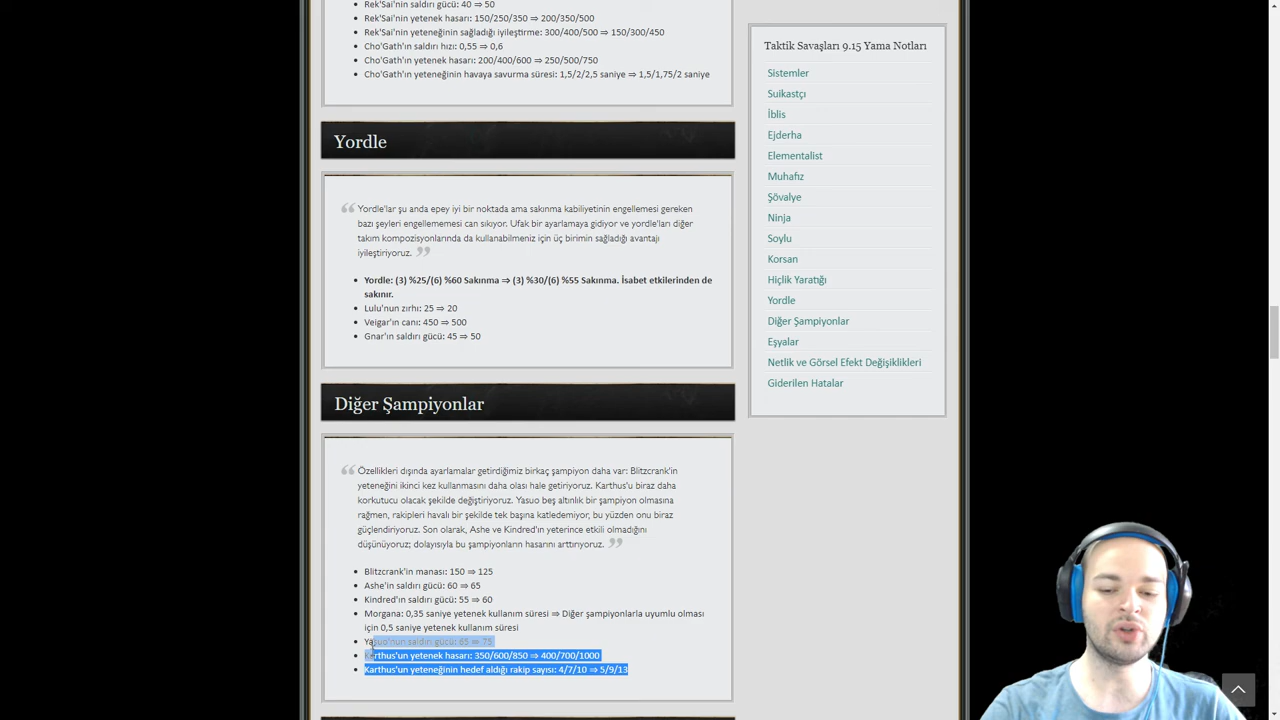 Rek'Sai'nin saldırı gücü: 40 ⇒ 50
Rek'Sai'nin yetenek hasarı: 150/250/350 ⇒ 200/350/500
Rek'Sai'nin yeteneğinin sağladığı iyileştirme: 300/400/500 ⇒ 150/300/450
Cho'Gath'ın saldırı hızı: 0,55 ⇒ 0,6
Cho'Gath'ın yetenek hasarı: 200/400/600 ⇒ 250/500/750
Cho'Gath'ın yeteneğinin havaya savurma süresi: 1,5/2/2,5 saniye ⇒ 1,5/1,75/2 saniye
Yordle
Yordle'lar şu anda epey iyi bir noktada ama sakınma kabiliyetinin engellemesi gereken
bazı şeyleri engellememesi can sıkıyor. Ufak bir ayarlamaya gidiyor ve yordle'ları diğer
takım kompozisyonlarında da kullanabilmeniz için üç birimin sağladığı avantajı
iyileştiriyoruz.
Yordle: (3) %25/(6) %60 Sakınma ⇒ (3) %30/(6) %55 Sakınma. İsabet etkilerinden de
sakınır.
Lulu'nun zırhı: 25 ⇒ 20
Veigar'ın canı: 450 ⇒ 500
Gnar'ın saldırı gücü: 45 ⇒ 50
Diğer Şampiyonlar
Özellikleri dışında ayarlamalar getirdiğimiz birkaç şampiyon daha var: Blitzcrank'in
yeteneğini ikinci kez kullanmasını daha olası hale getiriyoruz. Karthus'u biraz daha
korkutucu olacak şekilde değiştiriyoruz. Yasuo beş altınlık bir şampiyon olmasına
rağmen, rakipleri havalı bir şekilde tek başına katledemiyor, bu yüzden onu biraz
güçlendiriyoruz. Son olarak, Ashe ve Kindred'ın yeterince etkili olmadığını
düşünüyoruz; dolayısıyla bu şampiyonların hasarını arttırıyoruz.
Blitzcrank'in manası: 150 ⇒ 125
Ashe'in saldırı gücü: 60 ⇒ 65
Kindred'ın saldırı gücü: 55 ⇒ 60
Morgana: 0,35 saniye yetenek kullanım süresi ⇒ Diğer şampiyonlarla uyumlu olması
için 0,5 saniye yetenek kullanım süresi
Yasuo'nun saldırı gücü: 65 ⇒ 75
Karthus'un yetenek hasarı: 350/600/850 ⇒ 400/700/1000
Karthus'un yeteneğinin hedef aldığı rakip sayısı: 4/7/10 ⇒ 5/9/13
Taktik Savaşları 9.15 Yama Notları
Sistemler
Suikastçı
İblis
Ejderha
Elementalist
Muhafız
Şövalye
Ninja
Soylu
Korsan
Hiçlik Yaratığı
Yordle
Diğer Şampiyonlar
Eşyalar
Netlik ve Görsel Efekt Değişiklikleri
Giderilen Hatalar